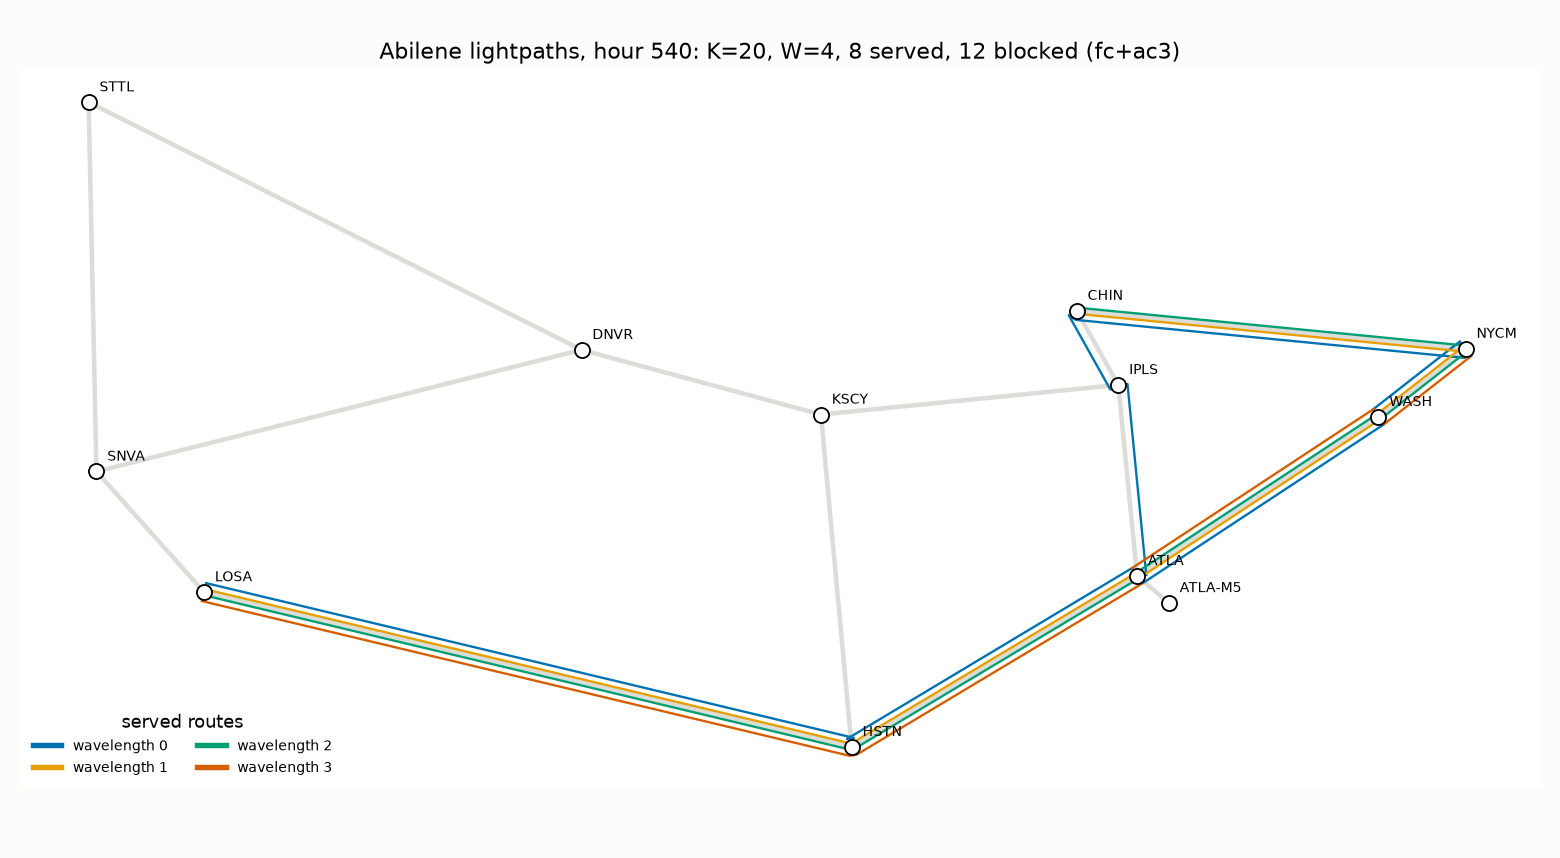 Abilene lightpaths, hour 540: K=20, W=4, 8 served, 12 blocked (fc+ac3)
STTL
CHIN
NYCM
DNVR
IPLS
KSCY
WASH
SNVA
ATLA
LOSA
ATLA-M5
HSTN
served routes
wavelength 0
wavelength 2
wavelength 1
wavelength 3